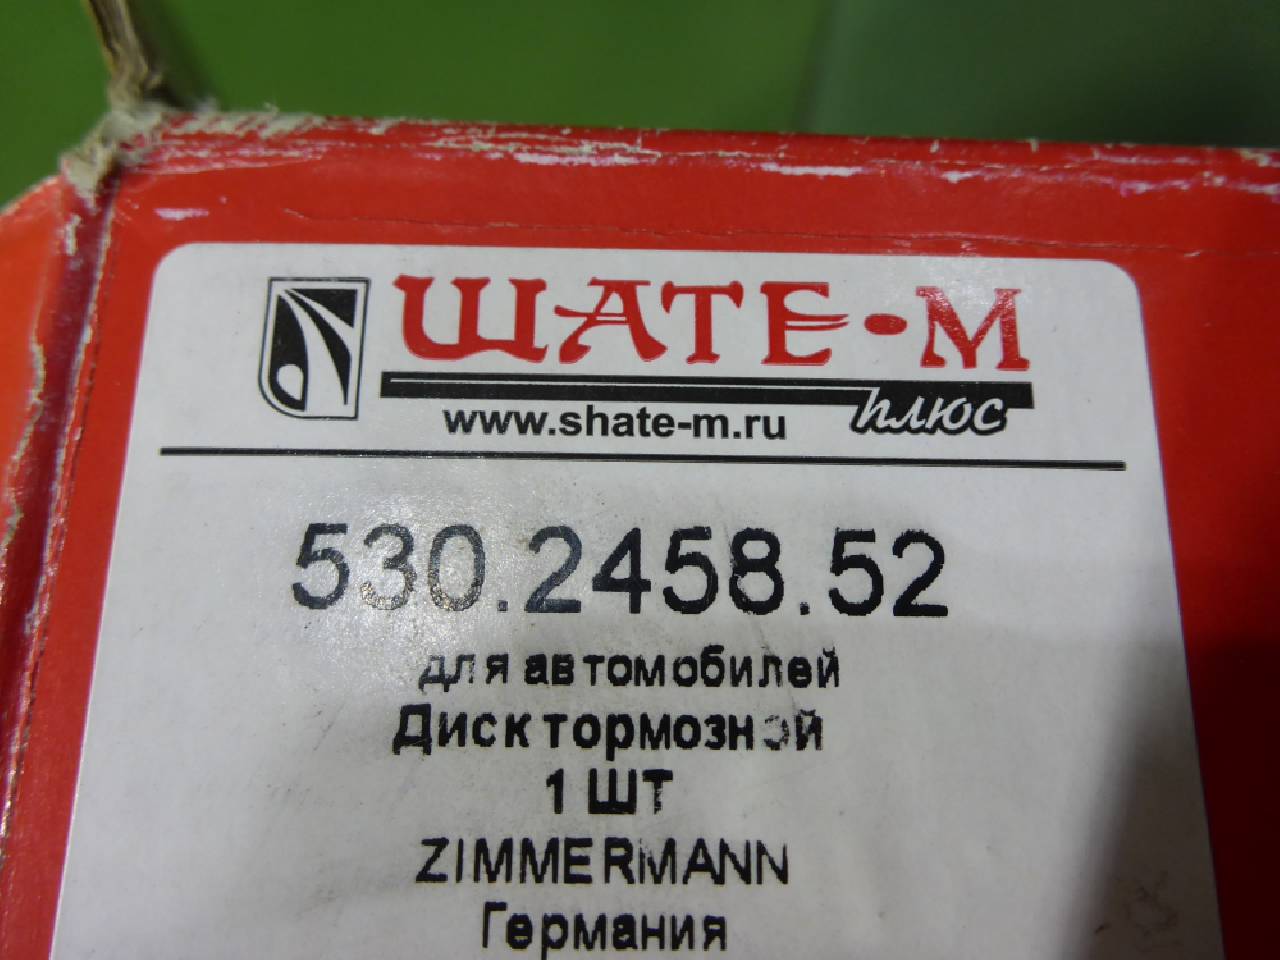 ШАТЕ-М
плюс
www.shate-m.ru
530.2458.52
для автомобилей
Диск тормозной
1 ШТ
ZIMMERMANN
Германия